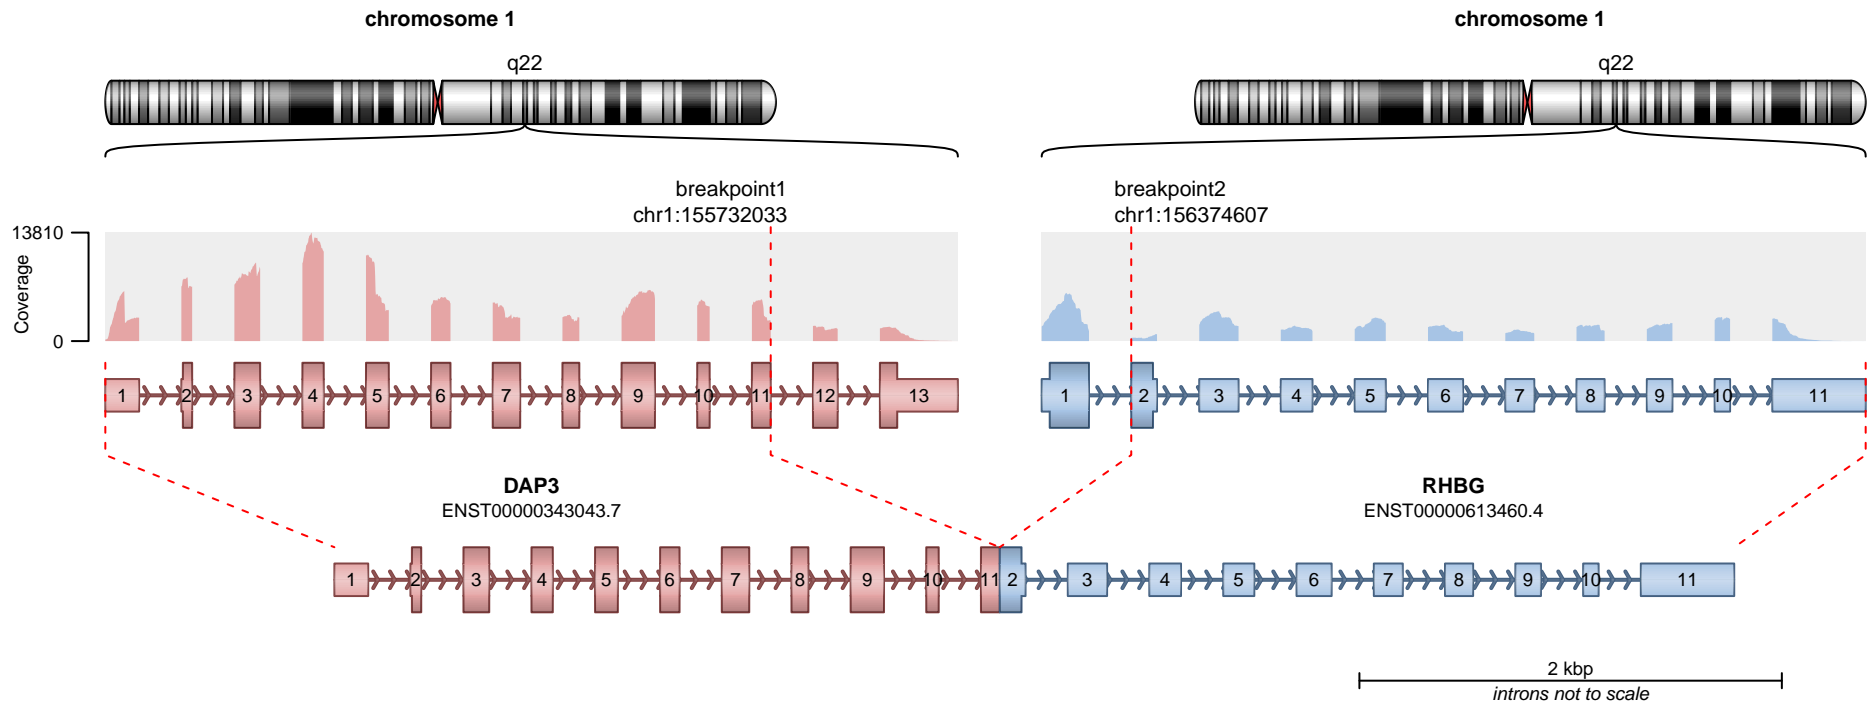 chromosome 1
chromosome 1
q22
q22
breakpoint1
chr1:155732033
breakpoint2
chr1:156374607
13810
Coverage
0
1 2 3 4 5 6 7 8 9 10 11 12 13
1 2 3 4 5 6 7 8 9 10 11
DAP3
ENST00000343043.7
RHBG
ENST00000613460.4
1 2 3 4 5 6 7 8 9 10 11 2 3 4 5 6 7 8 9 10 11
2 kbp
introns not to scale